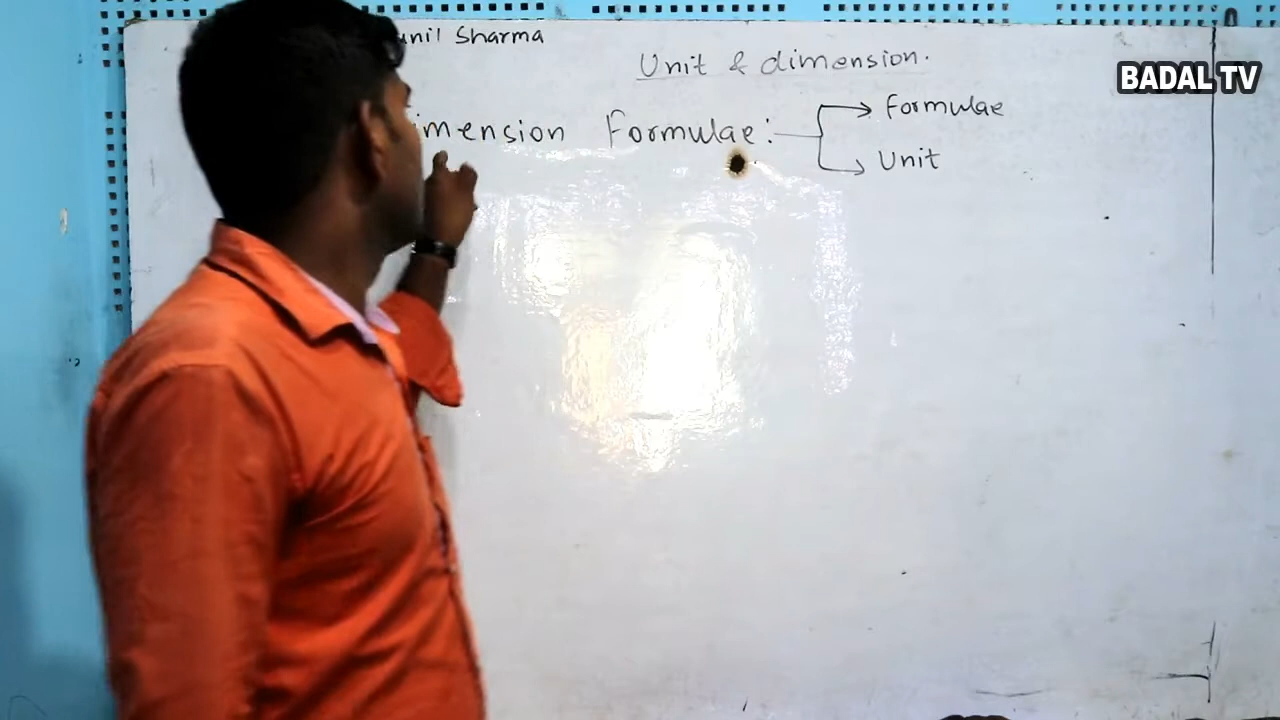 unil Sharma
Unit & dimension.
BADAL TV
imension Formulae:
Formulae
Unit